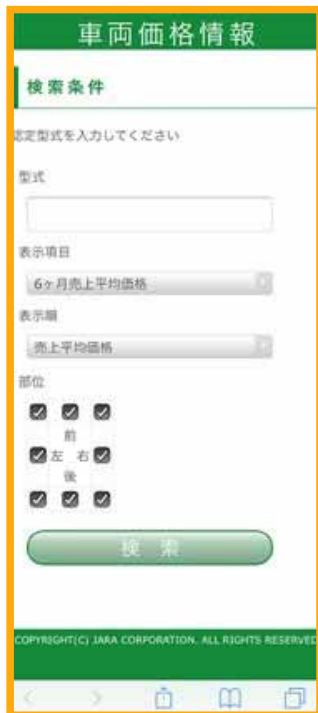 車両価格情報
検索条件
認定型式を入力してください
型式
表示項目
6ヶ月売上平均価格
表示順
売上平均価格
部位
前
左 右
後
検 索
COPYRIGHT(C) JARA CORPORATION. ALL RIGHTS RESERVED